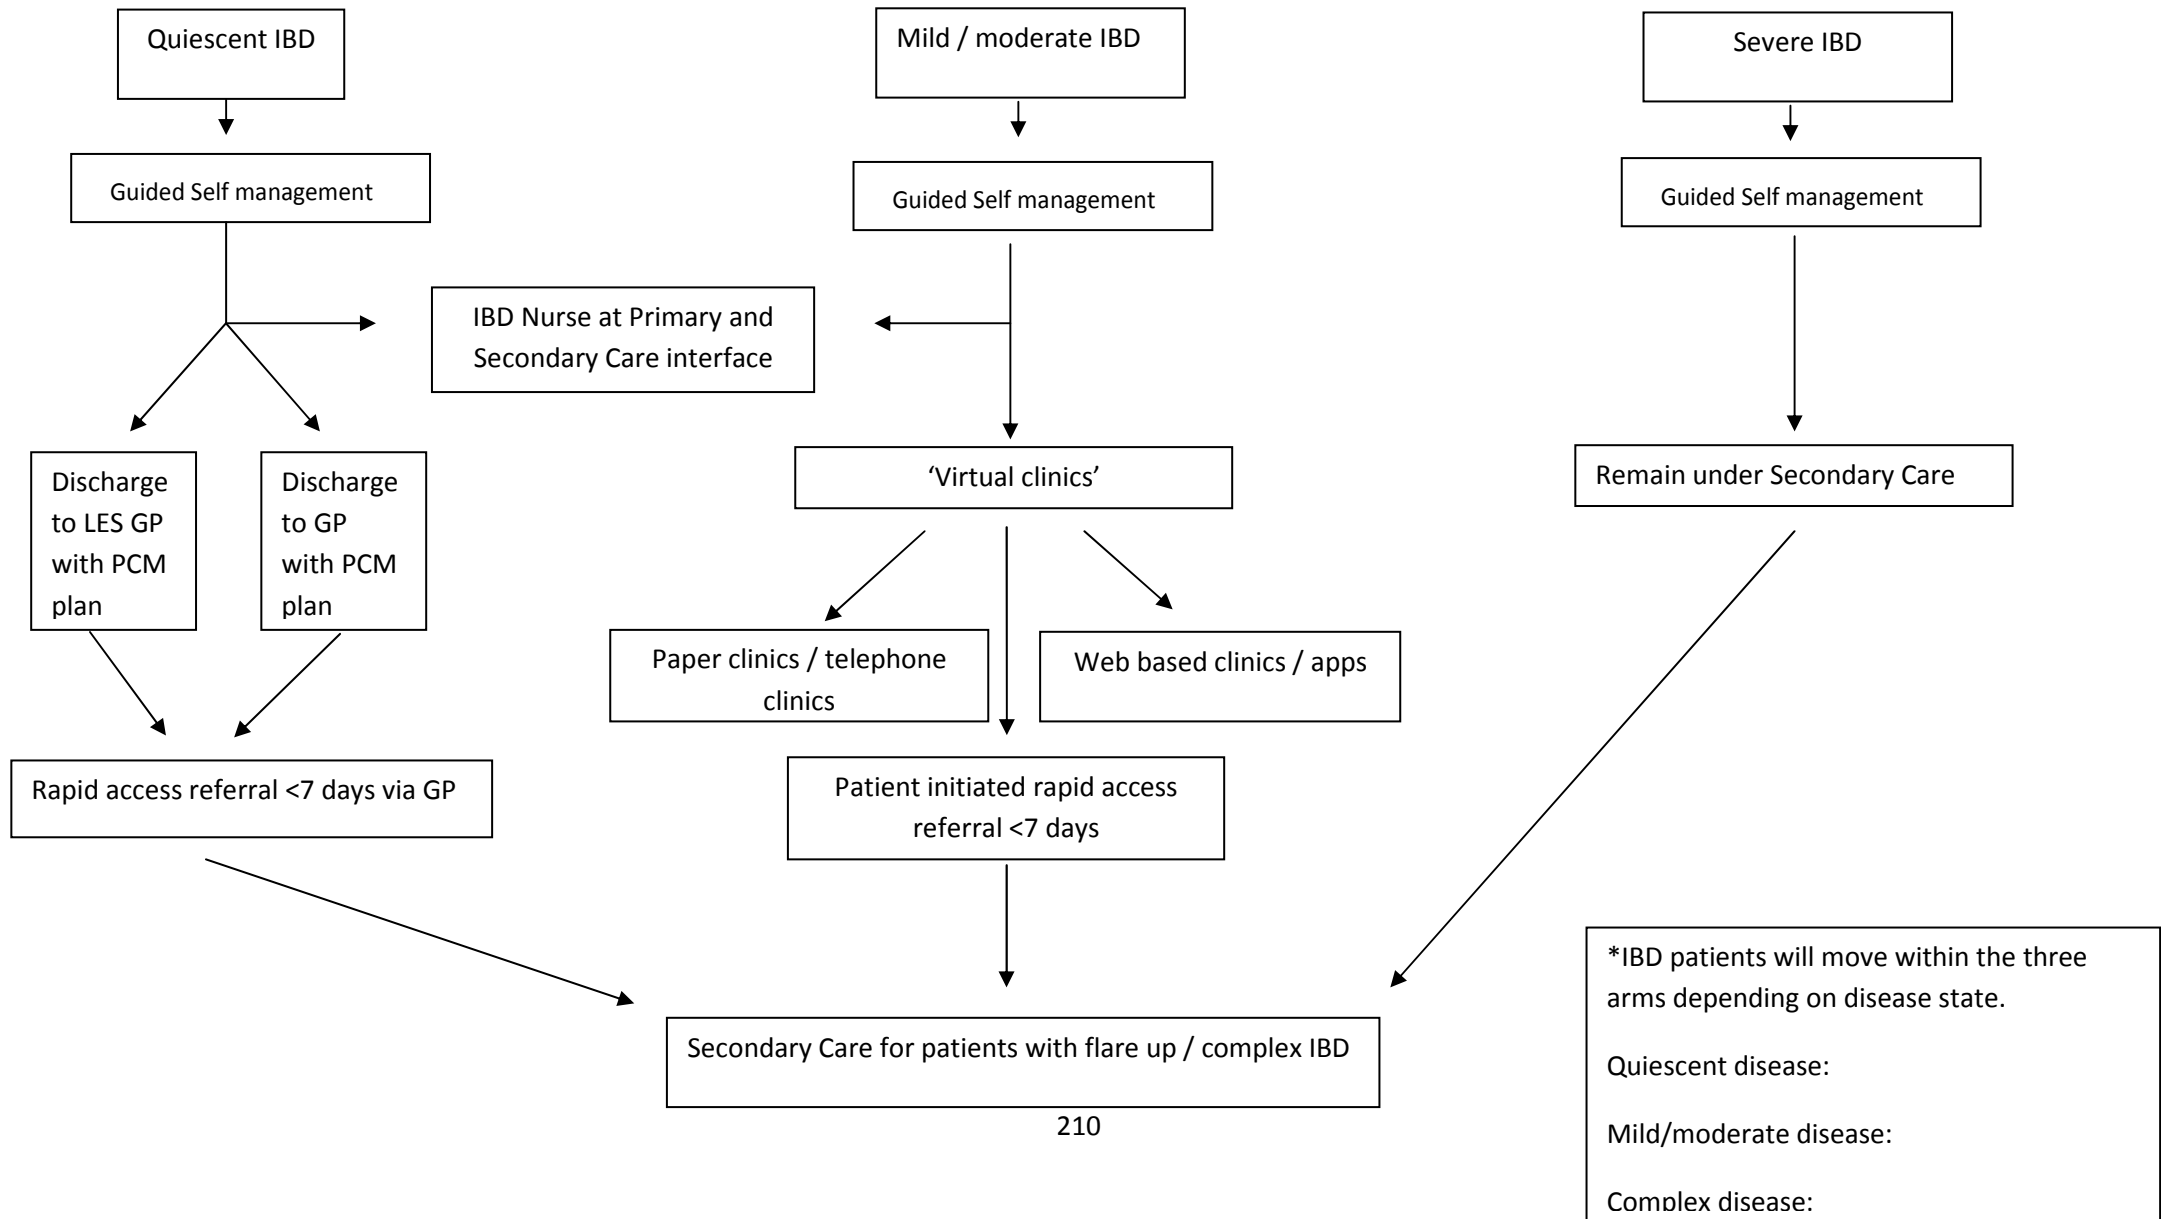 Quiescent IBD
Mild / moderate IBD
Severe IBD
Guided Self management
Guided Self management
Guided Self management
IBD Nurse at Primary and
Secondary Care interface
Discharge
to LES GP
with PCM
plan
Discharge
to GP
with PCM
plan
‘Virtual clinics’
Remain under Secondary Care
Paper clinics / telephone
clinics
Web based clinics / apps
Rapid access referral <7 days via GP
Patient initiated rapid access
referral <7 days
Secondary Care for patients with flare up / complex IBD
*IBD patients will move within the three
arms depending on disease state.
Quiescent disease:
Mild/moderate disease:
Complex disease:
210